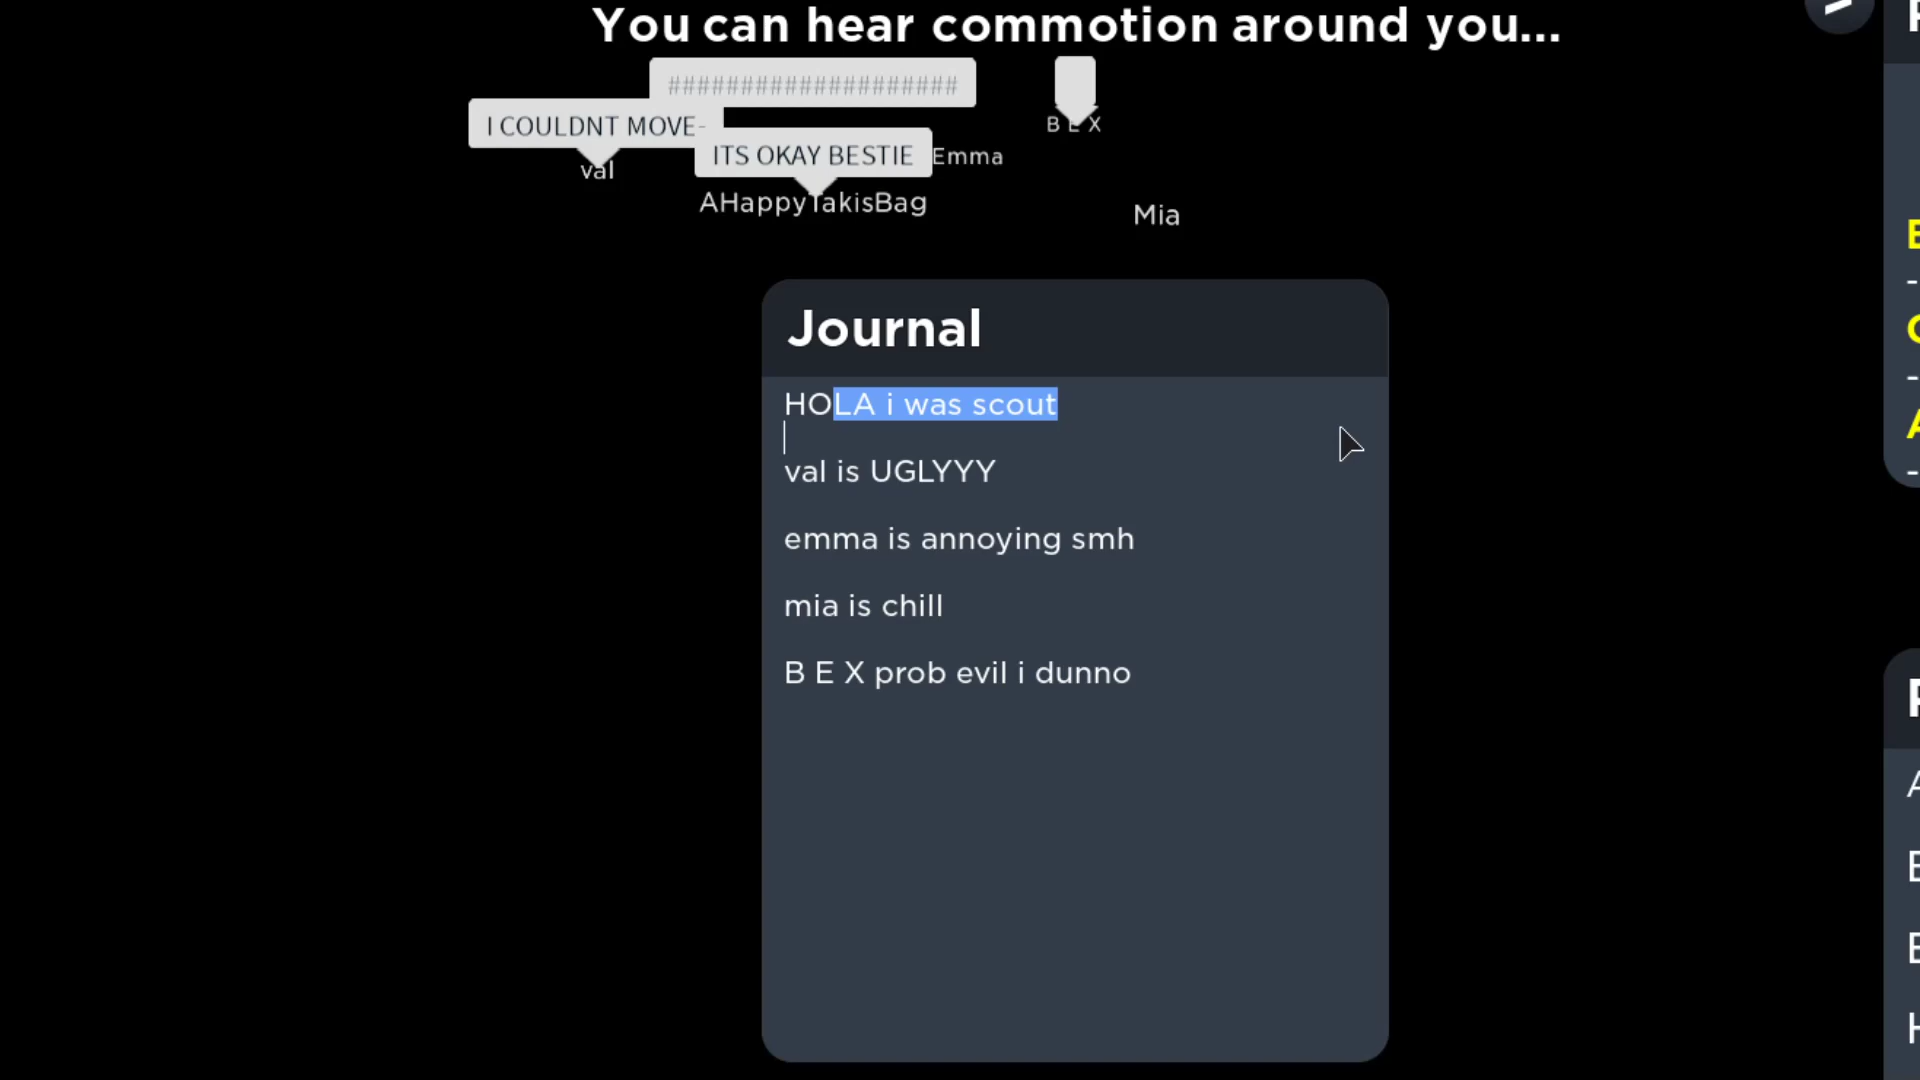 You can hear commotion around you...
###################
I COULDNT MOVE-
B E X
ITS OKAY BESTIE
Emma
val
AHappyTakisBag
Mia
Journal
HOLA i was scout
val is UGLYYY
emma is annoying smh
mia is chill
B E X prob evil i dunno